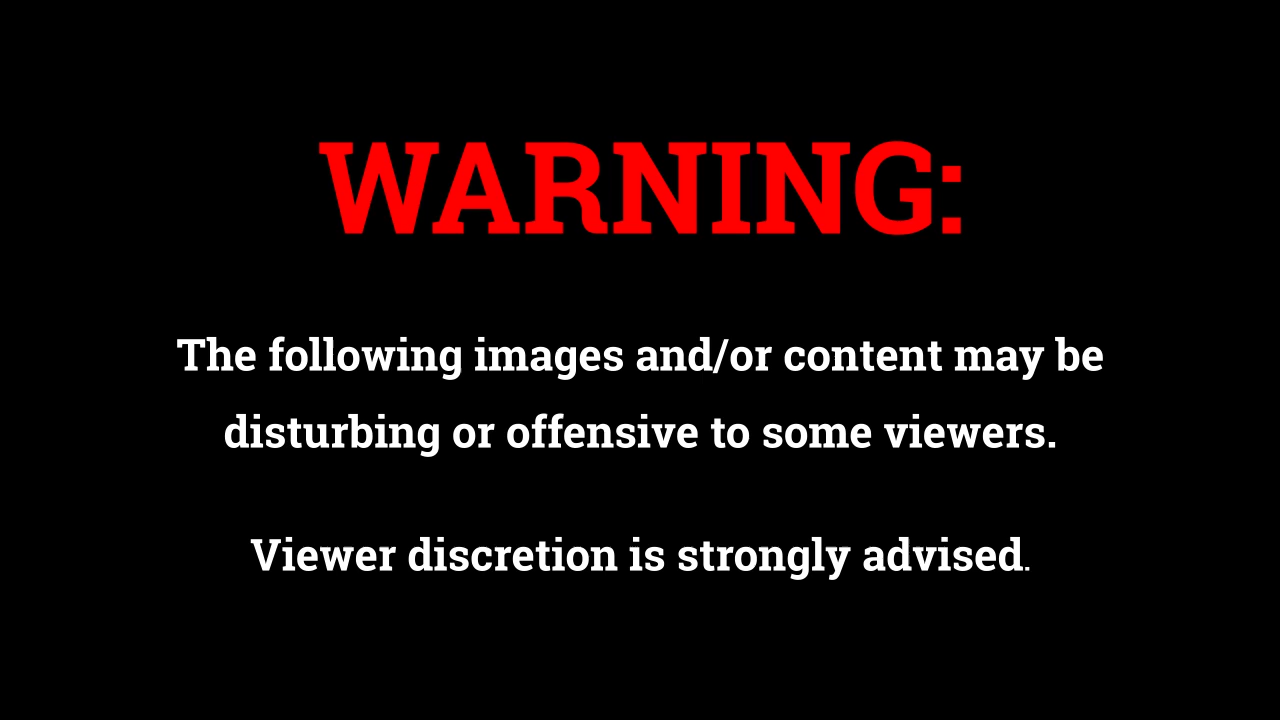 WARNING:
The following images and/or content may be
disturbing or offensive to some viewers.
Viewer discretion is strongly advised.